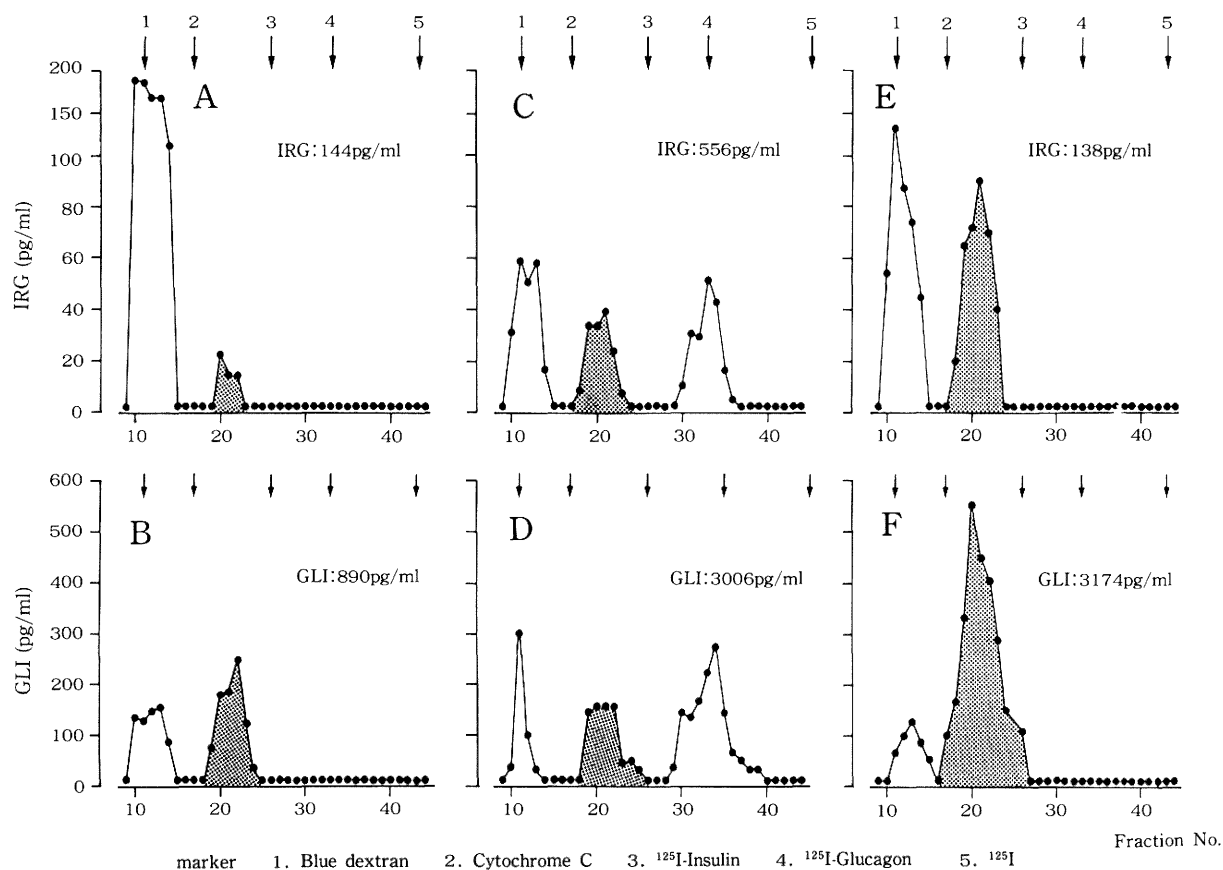 1 2 3 4 5 1 2 3 4 5 1 2 3 4 5
200
150
100
80
60
40
20
0
IRG (pg/ml)
A
IRG:144pg/ml
C
IRG:556pg/ml
E
IRG:138pg/ml
10 20 30 40 10 20 30 40 10 20 30 40
600
500
400
300
200
100
0
GLI (pg/ml)
B
GLI:890pg/ml
D
GLI:3006pg/ml
F
GLI:3174pg/ml
10 20 30 40 10 20 30 40 10 20 30 40
Fraction No.
marker 1. Blue dextran 2. Cytochrome C 3. ¹²⁵I-Insulin 4. ¹²⁵I-Glucagon 5. ¹²⁵I